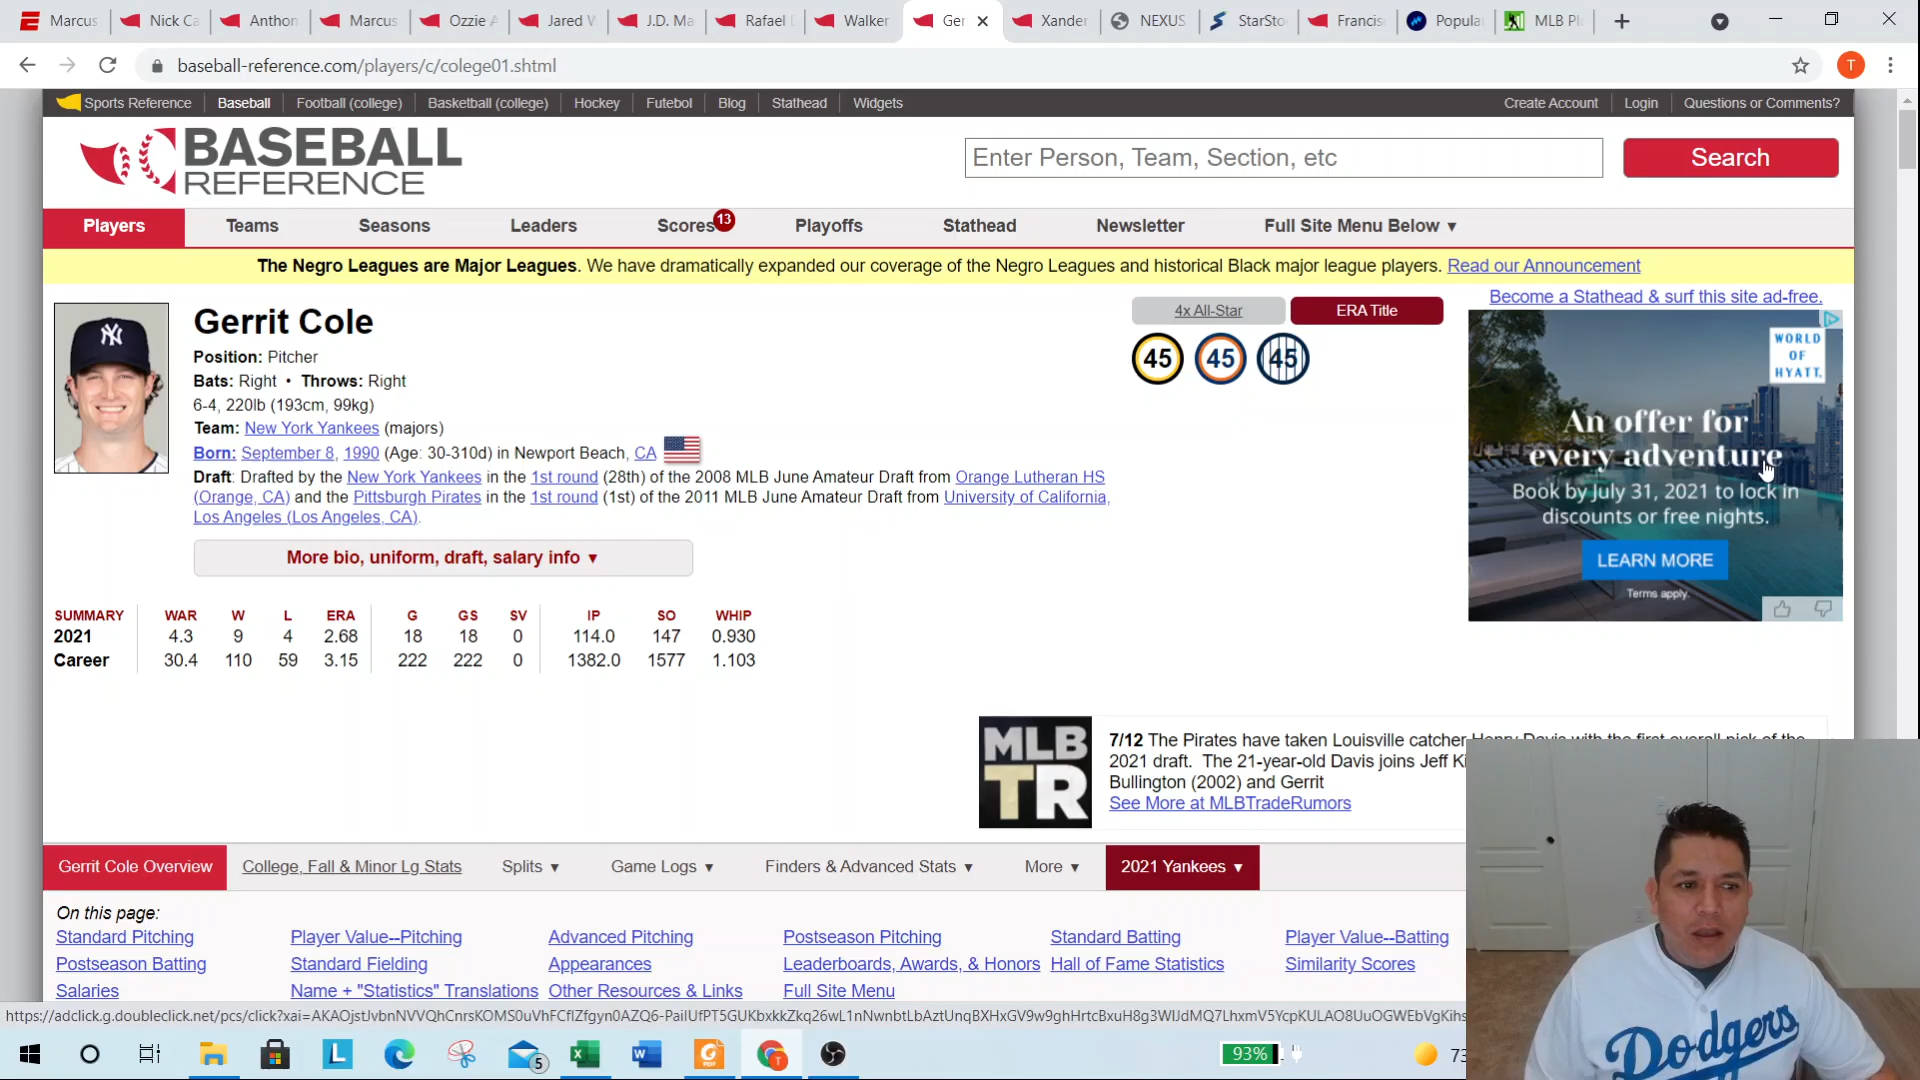 Marcus Nick Ca Anthon Marcus Ozzie A Jared W J.D. Ma Rafael Walker Ger Xander NEXUS StarSto Francis Popula MLB Pl
baseball-reference.com/players/c/colege01.shtml T
Sports Reference Baseball Football (college) Basketball (college) Hockey Futebol Blog Stathead Widgets Create Account Login Questions or Comments?
BASEBALL
REFERENCE
Enter Person, Team, Section, etc Search
Players Teams Seasons Leaders Scores 13 Playoffs Stathead Newsletter Full Site Menu Below ▼
The Negro Leagues are Major Leagues. We have dramatically expanded our coverage of the Negro Leagues and historical Black major league players. Read our Announcement
Become a Stathead & surf this site ad-free.
Gerrit Cole
4x All-Star ERA Title
45 45 45
Position: Pitcher
Bats: Right • Throws: Right
6-4, 220lb (193cm, 99kg)
Team: New York Yankees (majors)
Born: September 8, 1990 (Age: 30-310d) in Newport Beach, CA
Draft: Drafted by the New York Yankees in the 1st round (28th) of the 2008 MLB June Amateur Draft from Orange Lutheran HS
(Orange, CA) and the Pittsburgh Pirates in the 1st round (1st) of the 2011 MLB June Amateur Draft from University of California,
Los Angeles (Los Angeles, CA).
More bio, uniform, draft, salary info ▼
WORLD
OF
HYATT.
An offer for
every adventure
Book by July 31, 2021 to lock in
discounts or free nights.
LEARN MORE
Terms apply.
SUMMARY WAR W L ERA G GS SV IP SO WHIP
2021 4.3 9 4 2.68 18 18 0 114.0 147 0.930
Career 30.4 110 59 3.15 222 222 0 1382.0 1577 1.103
MLB
TR
7/12 The Pirates have taken Louisville catcher Henry Davis with the first overall pick of the
2021 draft. The 21-year-old Davis joins Jeff Ki
Bullington (2002) and Gerrit
See More at MLBTradeRumors
Gerrit Cole Overview College, Fall & Minor Lg Stats Splits ▼ Game Logs ▼ Finders & Advanced Stats ▼ More ▼ 2021 Yankees ▼
On this page:
Standard Pitching Player Value--Pitching Advanced Pitching Postseason Pitching Standard Batting Player Value--Batting
Postseason Batting Standard Fielding Appearances Leaderboards, Awards, & Honors Hall of Fame Statistics Similarity Scores
Salaries Name + "Statistics" Translations Other Resources & Links Full Site Menu
Dodgers
L 5 93% 73